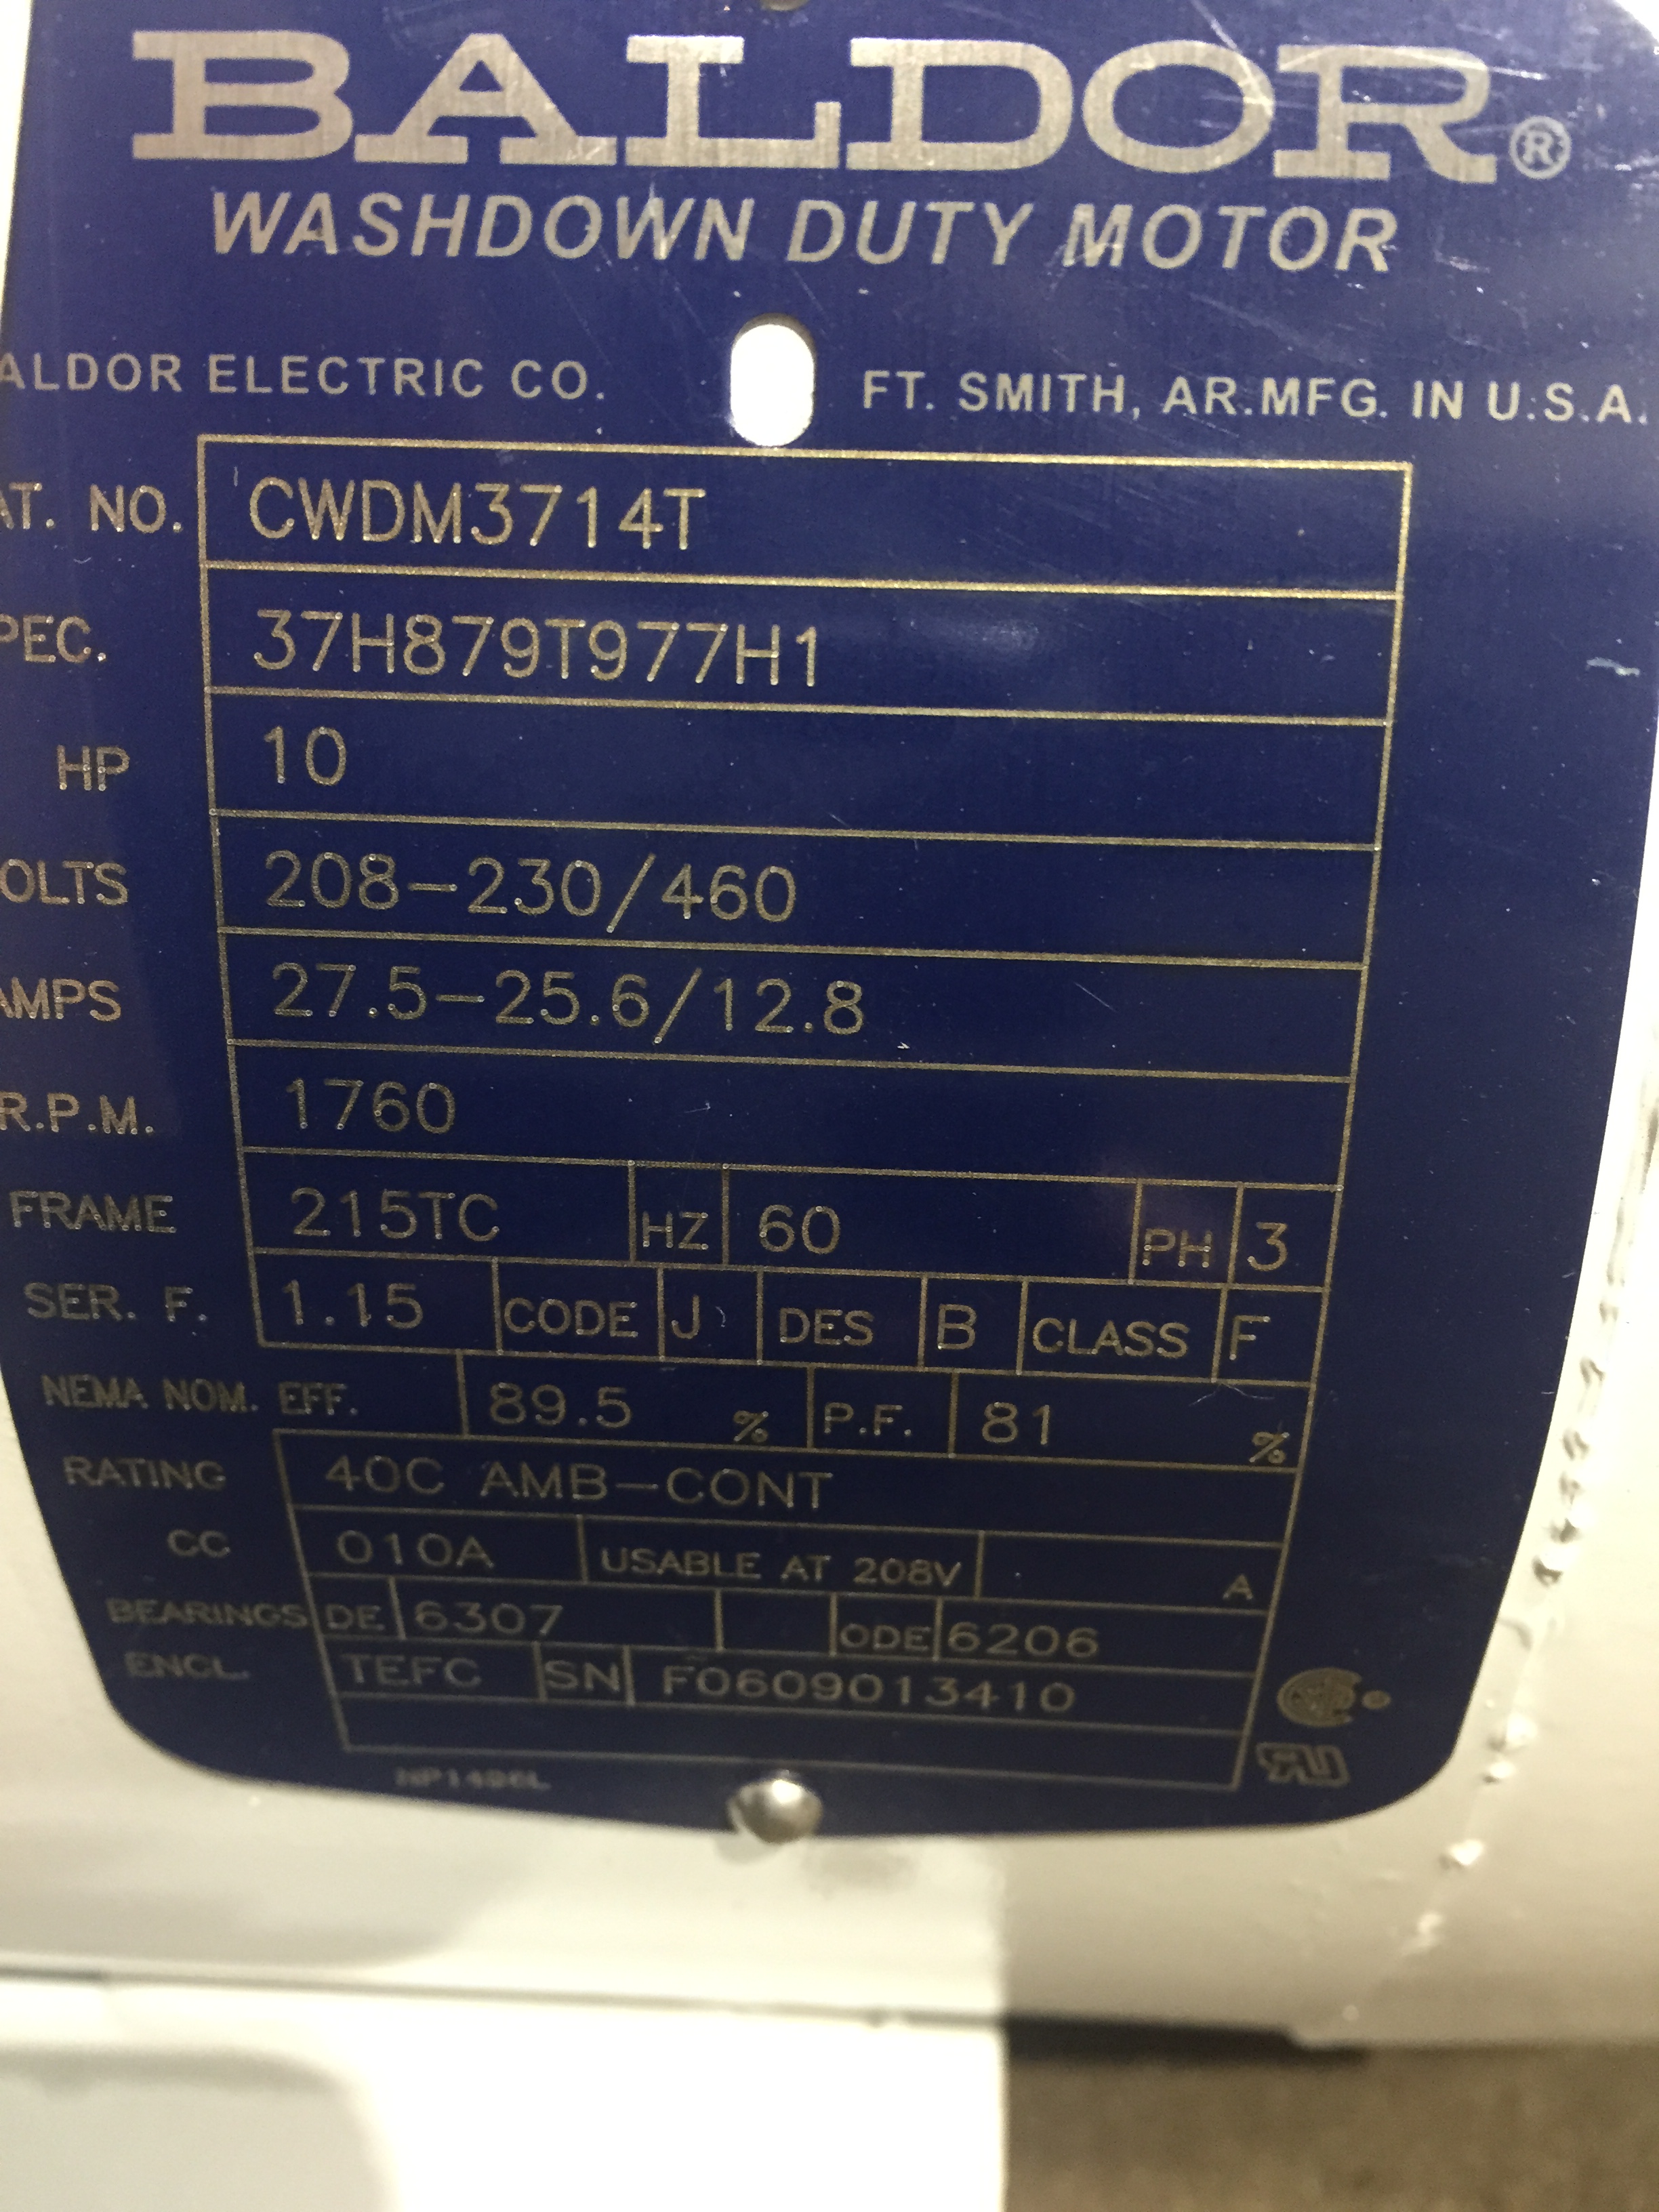 BALDOR®
WASHDOWN DUTY MOTOR
ALDOR ELECTRIC CO. FT. SMITH, AR. MFG. IN U.S.A.
AT. NO. CWDM3714T
PEC. 37H879T977H1
HP 10
OLTS 208-230/460
AMPS 27.5-25.6/12.8
R.P.M. 1760
FRAME 215TC HZ 60 PH 3
SER. F. 1.15 CODE J DES B CLASS F
NEMA NOM. EFF. 89.5 % P.F. 81 %
RATING 40C AMB-CONT
CC 010A USABLE AT 208V A
BEARINGS DE 6307 ODE 6206
ENCL. TEFC SN F0609013410